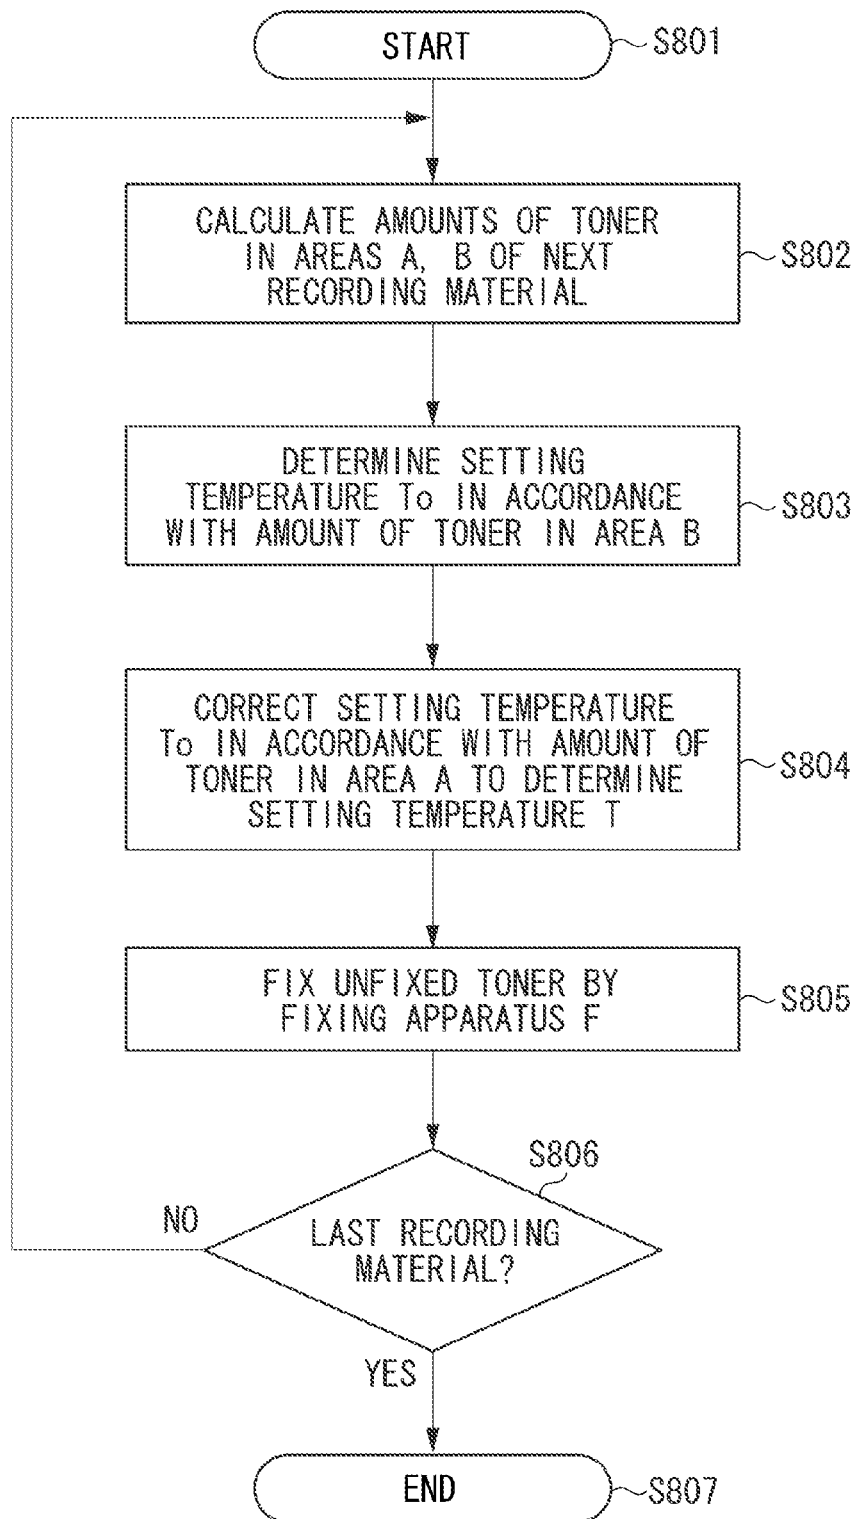 START
S801
CALCULATE AMOUNTS OF TONER
IN AREAS A, B OF NEXT
RECORDING MATERIAL
S802
DETERMINE SETTING
TEMPERATURE To IN ACCORDANCE
WITH AMOUNT OF TONER IN AREA B
S803
CORRECT SETTING TEMPERATURE
To IN ACCORDANCE WITH AMOUNT OF
TONER IN AREA A TO DETERMINE
SETTING TEMPERATURE T
S804
FIX UNFIXED TONER BY
FIXING APPARATUS F
S805
S806
NO
LAST RECORDING
MATERIAL?
YES
END
S807